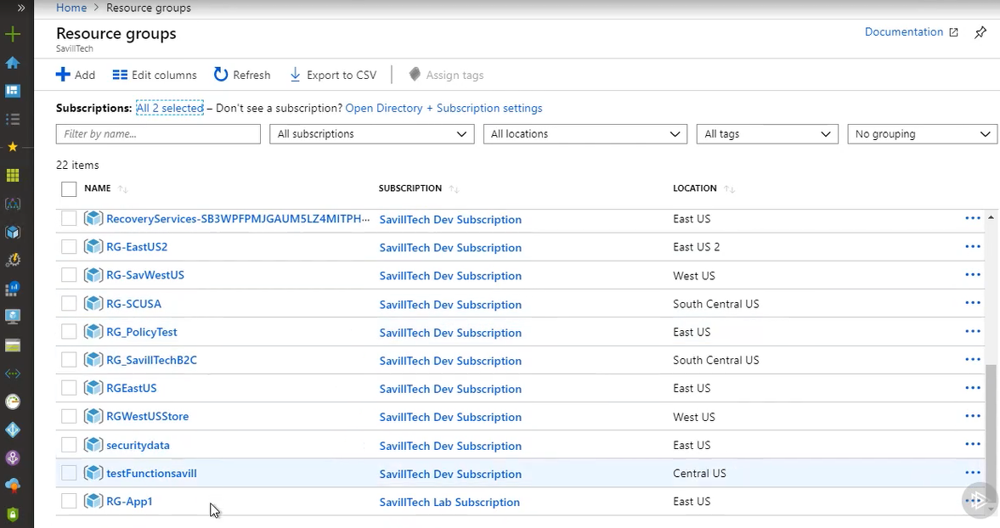 Home > Resource groups
Resource groups
Documentation
SavillTech
Add Edit columns Refresh Export to CSV Assign tags
Subscriptions: All 2 selected – Don't see a subscription? Open Directory + Subscription settings
Filter by name... All subscriptions All locations All tags No grouping
22 items
NAME SUBSCRIPTION LOCATION
RecoveryServices-SB3WPFPMJGAUM5LZ4MITPH··· SavillTech Dev Subscription East US
RG-EastUS2 SavillTech Dev Subscription East US 2
RG-SavWestUS SavillTech Dev Subscription West US
RG-SCUSA SavillTech Dev Subscription South Central US
RG_PolicyTest SavillTech Dev Subscription East US
RG_SavillTechB2C SavillTech Dev Subscription South Central US
RGEastUS SavillTech Dev Subscription East US
RGWestUSStore SavillTech Dev Subscription West US
securitydata SavillTech Dev Subscription East US
testFunctionsavill SavillTech Dev Subscription Central US
RG-App1 SavillTech Lab Subscription East US